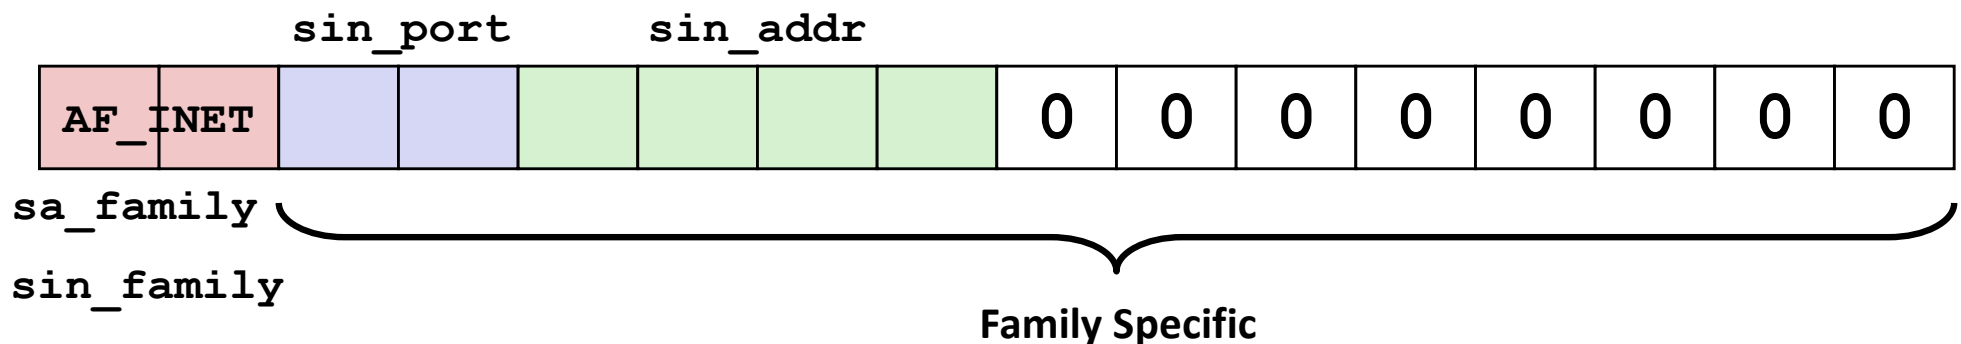 sin_port sin_addr
AF_INET 0 0 0 0 0 0 0 0
sa_family
sin_family
Family Specific